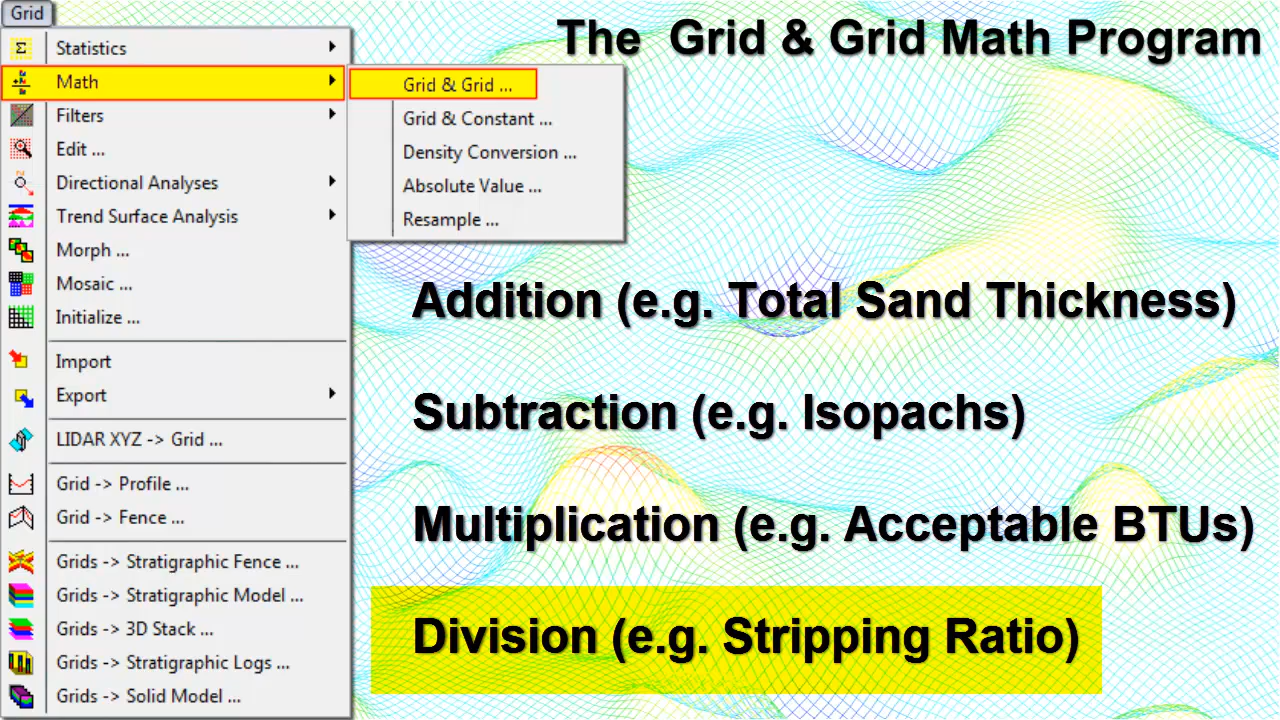 Grid
The Grid & Grid Math Program
Statistics
Math
Grid & Grid ...
Filters
Grid & Constant ...
Edit ...
Density Conversion ...
Directional Analyses
Absolute Value ...
Trend Surface Analysis
Resample ...
Morph ...
Mosaic ...
Initialize ...
Addition (e.g. Total Sand Thickness)
Import
Export
Subtraction (e.g. Isopachs)
LIDAR XYZ -> Grid ...
Grid -> Profile ...
Grid -> Fence ...
Multiplication (e.g. Acceptable BTUs)
Grids -> Stratigraphic Fence ...
Grids -> Stratigraphic Model ...
Grids -> 3D Stack ...
Division (e.g. Stripping Ratio)
Grids -> Stratigraphic Logs ...
Grids -> Solid Model ...